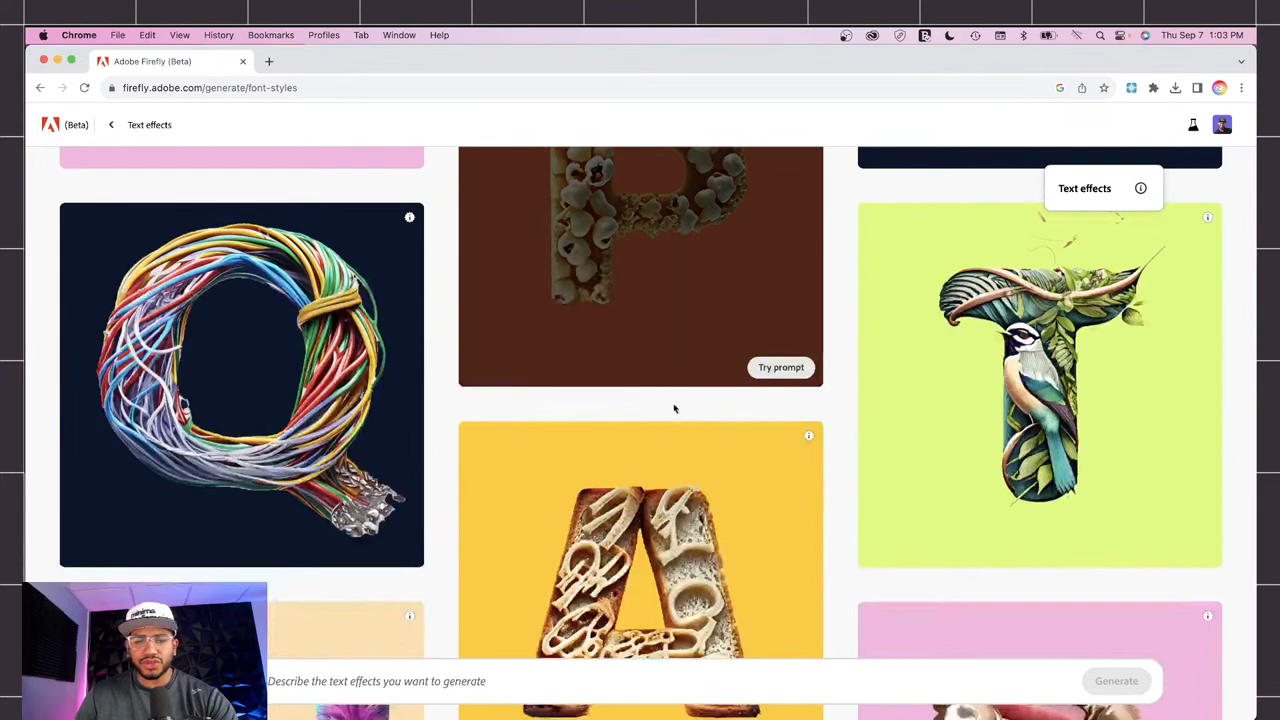 Chrome File Edit View History Bookmarks Profiles Tab Window Help Thu Sep 7 1:03 PM
Adobe Firefly (Beta)
firefly.adobe.com/generate/font-styles
(Beta) Text effects
Text effects
Q
P
T
Try prompt
A
Describe the text effects you want to generate
Generate